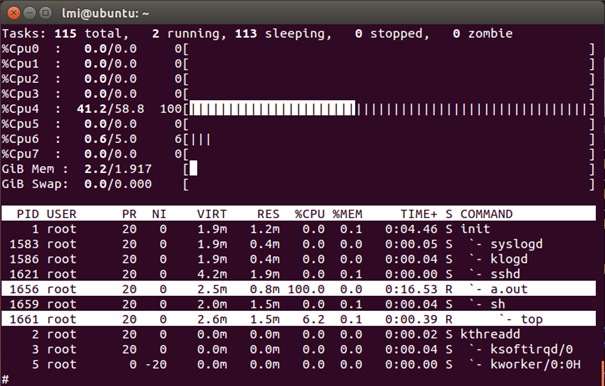 lmi@ubuntu: ~
Tasks: 115 total,   2 running, 113 sleeping,   0 stopped,   0 zombie
%Cpu0  :   0.0/0.0     0[                                                  ]
%Cpu1  :   0.0/0.0     0[                                                  ]
%Cpu2  :   0.0/0.0     0[                                                  ]
%Cpu3  :   0.0/0.0     0[                                                  ]
%Cpu4  :  41.2/58.8  100[||||||||||||||||||||||||||||||||||||||||||||||||||]
%Cpu5  :   0.0/0.0     0[                                                  ]
%Cpu6  :   0.6/5.0     6[|||                                               ]
%Cpu7  :   0.0/0.0     0[                                                  ]
GiB Mem :  2.2/1.917    [                                                  ]
GiB Swap:  0.0/0.000    [                                                  ]
PID USER      PR  NI    VIRT    RES  %CPU %MEM     TIME+ S COMMAND
1 root      20   0    1.9m   1.2m   0.0  0.1   0:04.46 S init
1583 root      20   0    1.9m   0.4m   0.0  0.0   0:00.05 S  `- syslogd
1586 root      20   0    1.9m   0.4m   0.0  0.0   0:00.04 S  `- klogd
1621 root      20   0    4.2m   1.9m   0.0  0.1   0:00.00 S  `- sshd
1656 root      20   0    2.5m   0.8m 100.0  0.0   0:16.53 R  `- a.out
1659 root      20   0    2.0m   1.5m   0.0  0.1   0:00.04 S  `- sh
1661 root      20   0    2.6m   1.5m   6.2  0.1   0:00.39 R      `- top
2 root      20   0    0.0m   0.0m   0.0  0.0   0:00.02 S kthreadd
3 root      20   0    0.0m   0.0m   0.0  0.0   0:00.04 S  `- ksoftirqd/0
5 root       0 -20    0.0m   0.0m   0.0  0.0   0:00.00 S  `- kworker/0:0H
#